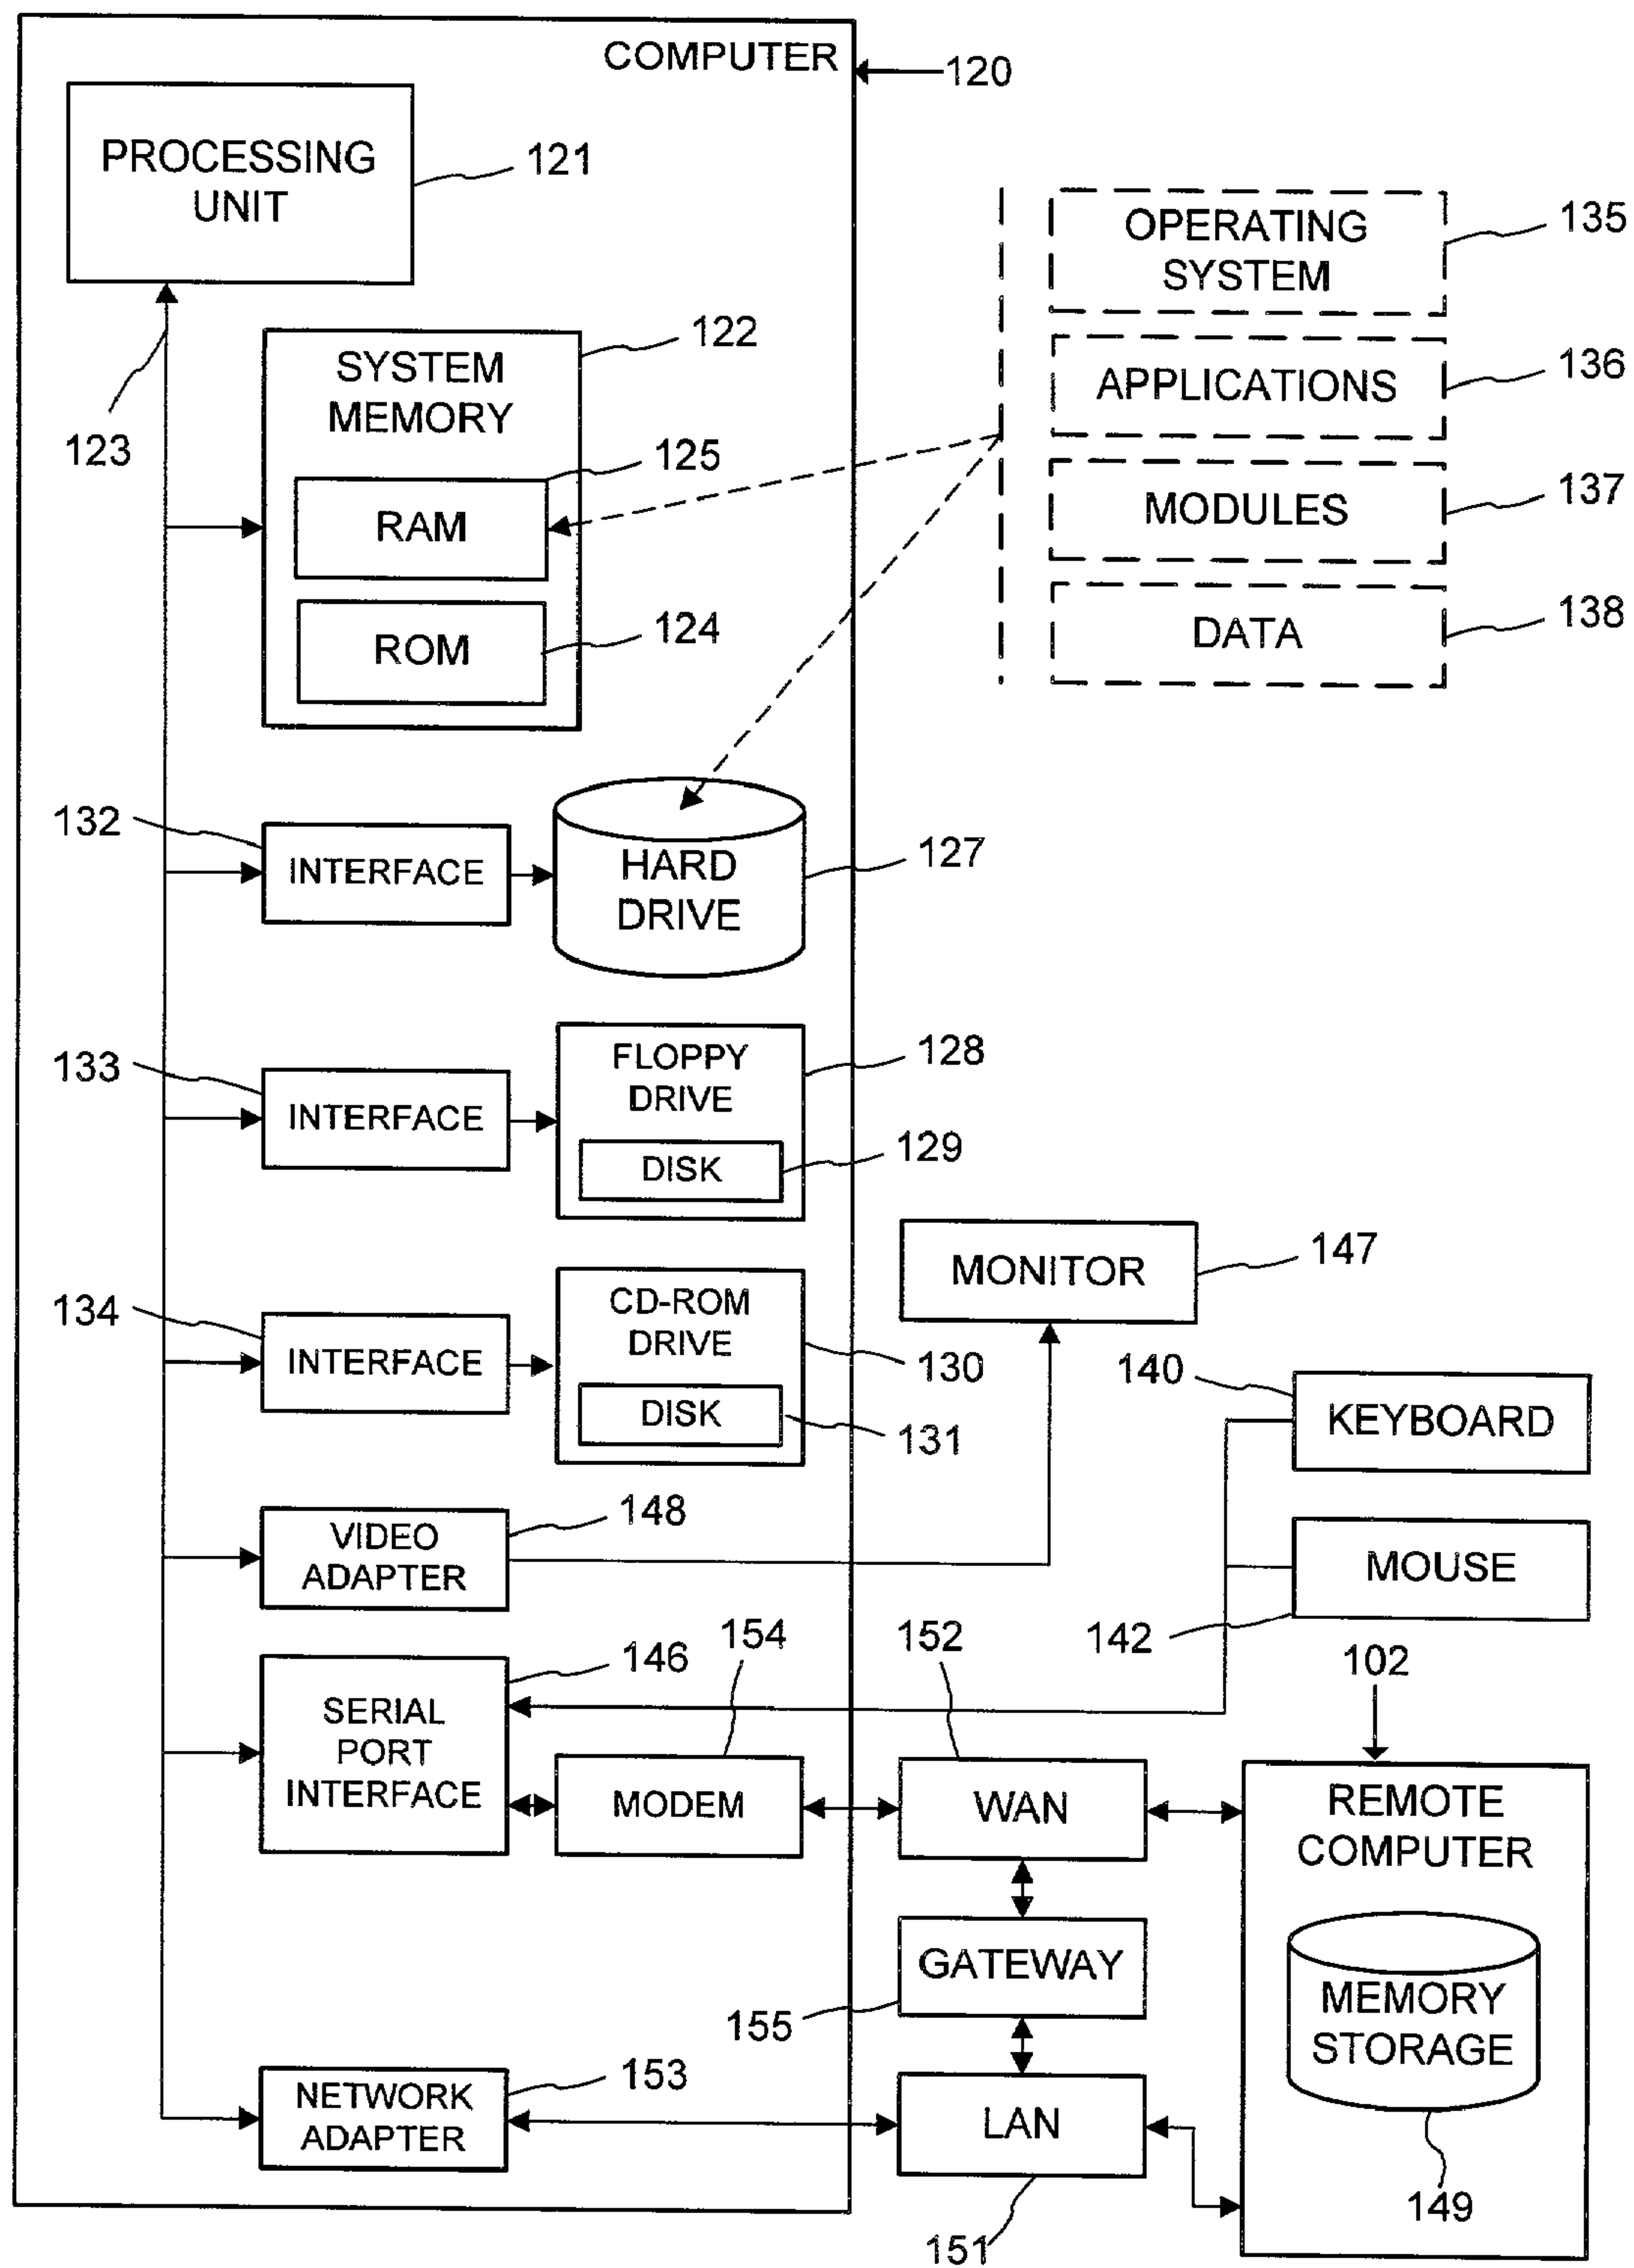 COMPUTER
120
PROCESSING
UNIT
121
123
SYSTEM
MEMORY
122
RAM
125
ROM
124
OPERATING
SYSTEM
135
APPLICATIONS
136
MODULES
137
DATA
138
132
INTERFACE
HARD
DRIVE
127
133
INTERFACE
FLOPPY
DRIVE
128
DISK
129
134
INTERFACE
CD-ROM
DRIVE
130
DISK
131
MONITOR
147
140
KEYBOARD
MOUSE
142
VIDEO
ADAPTER
148
SERIAL
PORT
INTERFACE
146
MODEM
154
WAN
152
102
REMOTE
COMPUTER
MEMORY
STORAGE
149
GATEWAY
155
NETWORK
ADAPTER
153
LAN
151